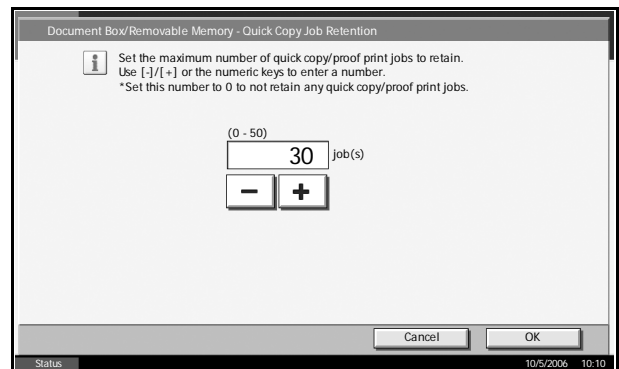 Document Box/Removable Memory - Quick Copy Job Retention
Set the maximum number of quick copy/proof print jobs to retain.
Use [-]/[+] or the numeric keys to enter a number.
*Set this number to 0 to not retain any quick copy/proof print jobs.
(0 - 50)
30 job(s)
- +
Cancel OK
Status 10/5/2006 10:10